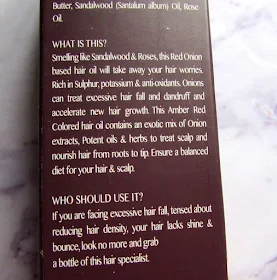 Butter, Sandalwood (Santalum album) Oil, Rose
Oil.
WHAT IS THIS?
Smelling like Sandalwood & Roses, this Red Onion
based hair oil will take away your hair worries.
Rich in Sulphur, potassium & anti-oxidants. Onions
can treat excessive hair fall and dandruff and
accelerate new hair growth. This Amber Red
Colored hair oil contains an exotic mix of Onion
extracts, Potent oils & herbs to treat scalp and
nourish hair from roots to tip. Ensure a balanced
diet for your hair & scalp.
WHO SHOULD USE IT?
If you are facing excessive hair fall, tensed about
reducing hair density, your hair lacks shine &
bounce, look no more and grab
a bottle of this hair specialist.